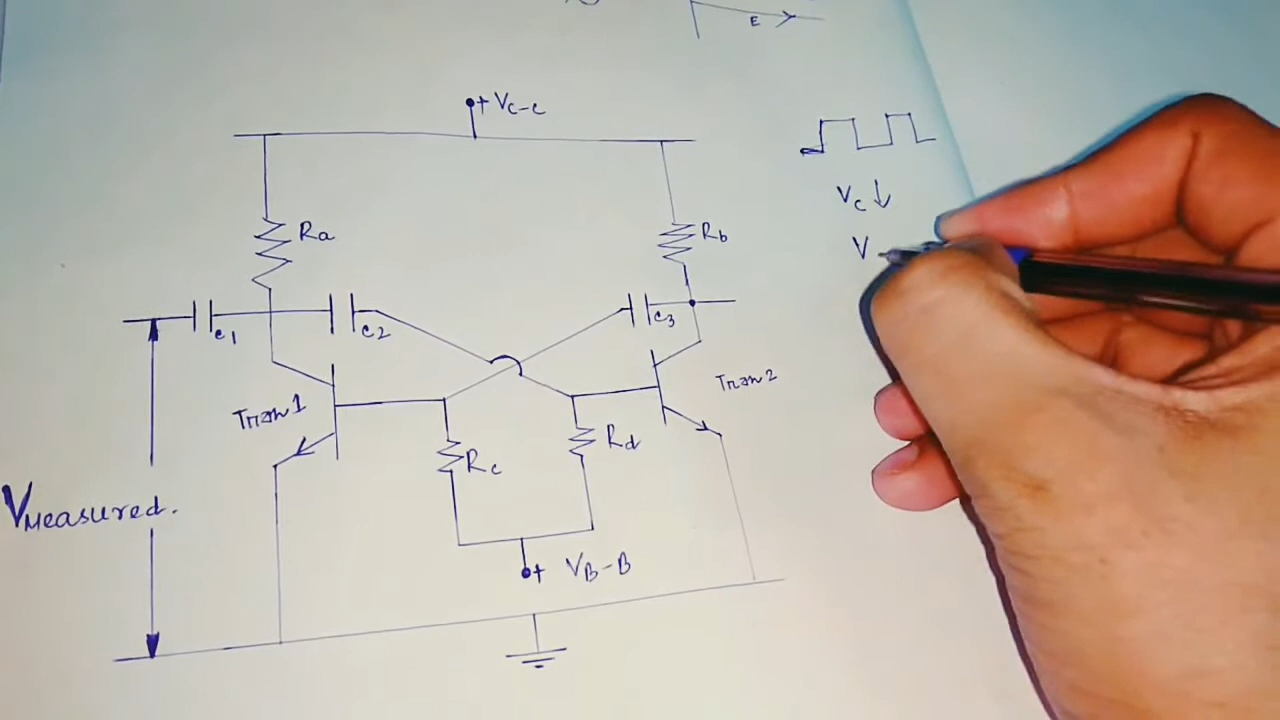 E
+ Vc-c
Ra
Rb
Vc ↓
V
c1
c2
c3
Tran 1
Tran 2
Rc
Rd
VMeasured.
+ VB-B